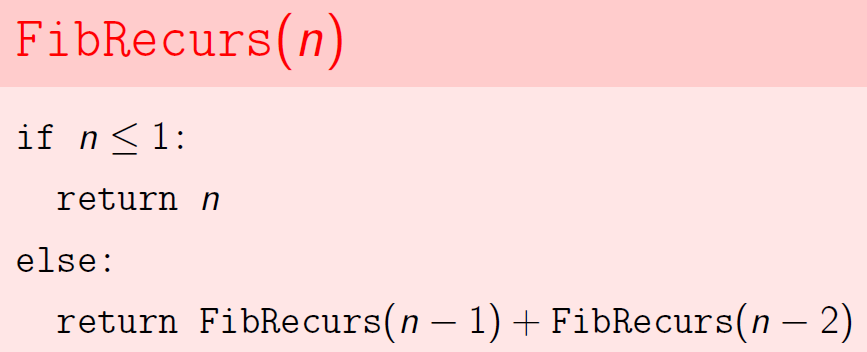 FibRecurs(n)
if n ≤ 1:
return n
else:
return FibRecurs(n − 1) + FibRecurs(n − 2)